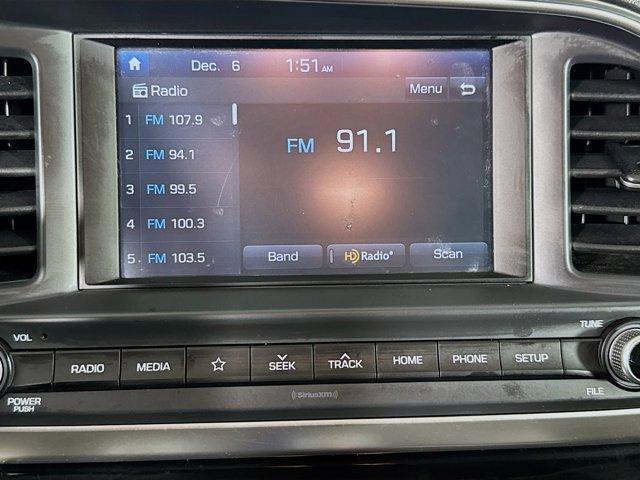 Dec. 6 1:51 AM
Radio Menu
1 FM 107.9
2 FM 94.1
3 FM 99.5
4 FM 100.3
5 FM 103.5
FM 91.1
Band HD Radio® Scan
VOL TUNE
RADIO MEDIA SEEK TRACK HOME PHONE SETUP
POWER
PUSH
((SiriusXM))
FILE